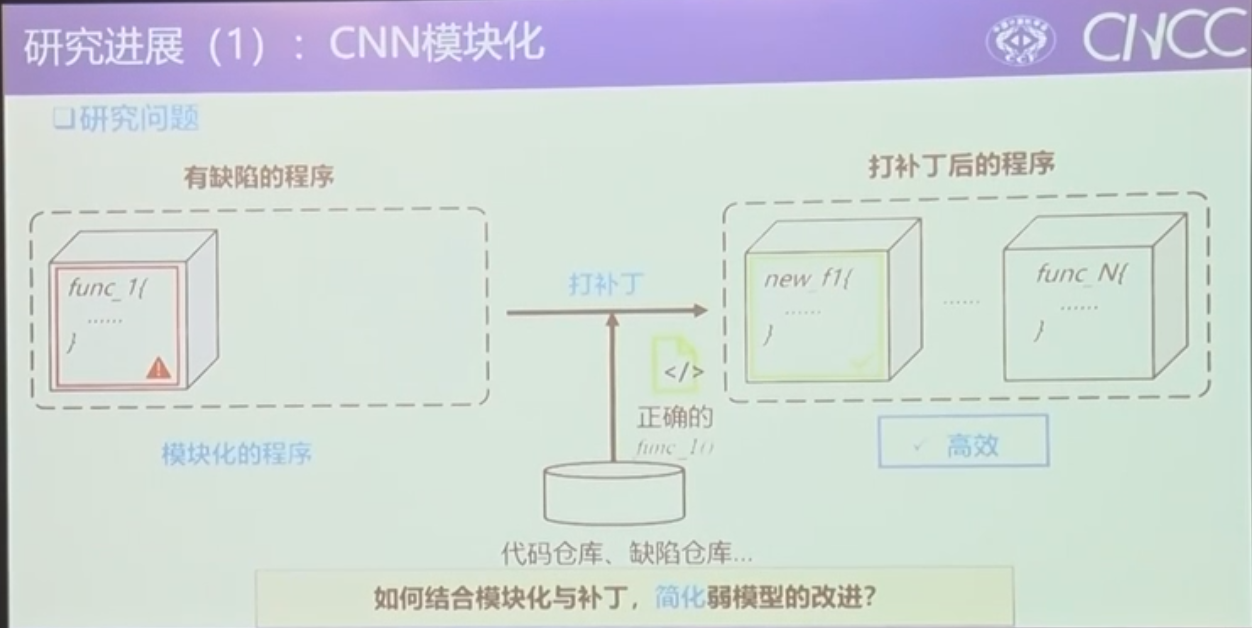 研究进展（1）：CNN模块化
CNCC
CCF
❑研究问题
有缺陷的程序
打补丁后的程序
func_1{
......
}
打补丁
new_f1{
......
}
......
func_N{
......
}
</>
正确的
func_1()
模块化的程序
✓ 高效
代码仓库、缺陷仓库...
如何结合模块化与补丁，简化弱模型的改进？